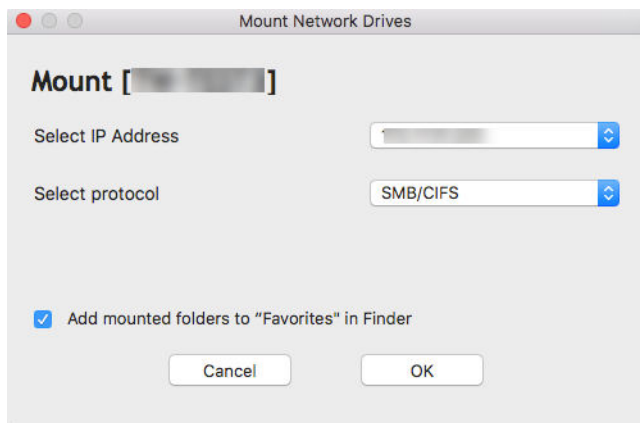 Mount Network Drives
Mount [ ]
Select IP Address
Select protocol SMB/CIFS
Add mounted folders to “Favorites" in Finder
Cancel OK